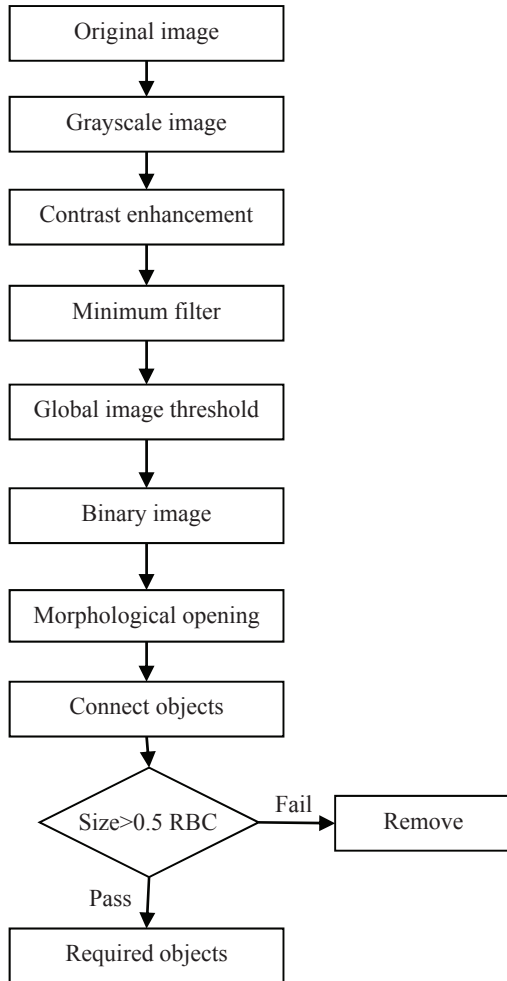 Original image
Grayscale image
Contrast enhancement
Minimum filter
Global image threshold
Binary image
Morphological opening
Connect objects
Size>0.5 RBC
Fail
Remove
Pass
Required objects